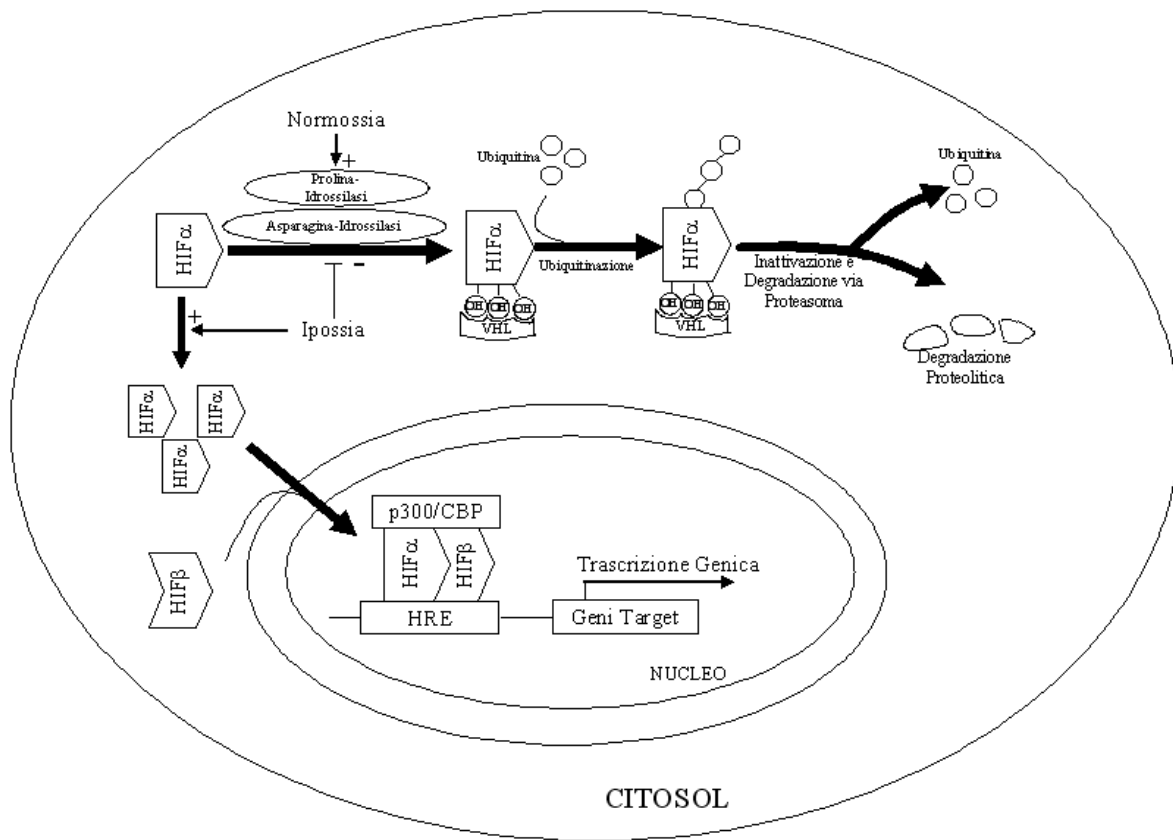 Normossia
+
Prolina-
Idrossilasi
Asparagina-Idrossilasi
HIFα
-
Ipossia
+
Ubiquitina
HIFα
OH OH OH
VHL
Ubiquitinazione
HIFα
OH OH OH
VHL
Inattivazione e
Degradazione via
Proteasoma
Ubiquitina
Degradazione
Proteolitica
HIFα
HIFα
HIFα
HIFβ
p300/CBP
HIFα
HIFβ
HRE
Trascrizione Genica
Geni Target
NUCLEO
CITOSOL